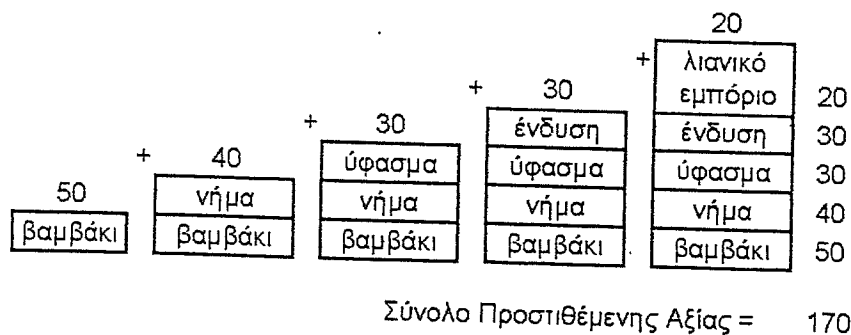 20
+ λιανικό
+ 30 εμπόριο 20
+ 30 ένδυση ένδυση 30
+ 40 ύφασμα ύφασμα ύφασμα 30
50 νήμα νήμα νήμα νήμα 40
βαμβάκι βαμβάκι βαμβάκι βαμβάκι βαμβάκι 50
Σύνολο Προστιθέμενης Αξίας = 170